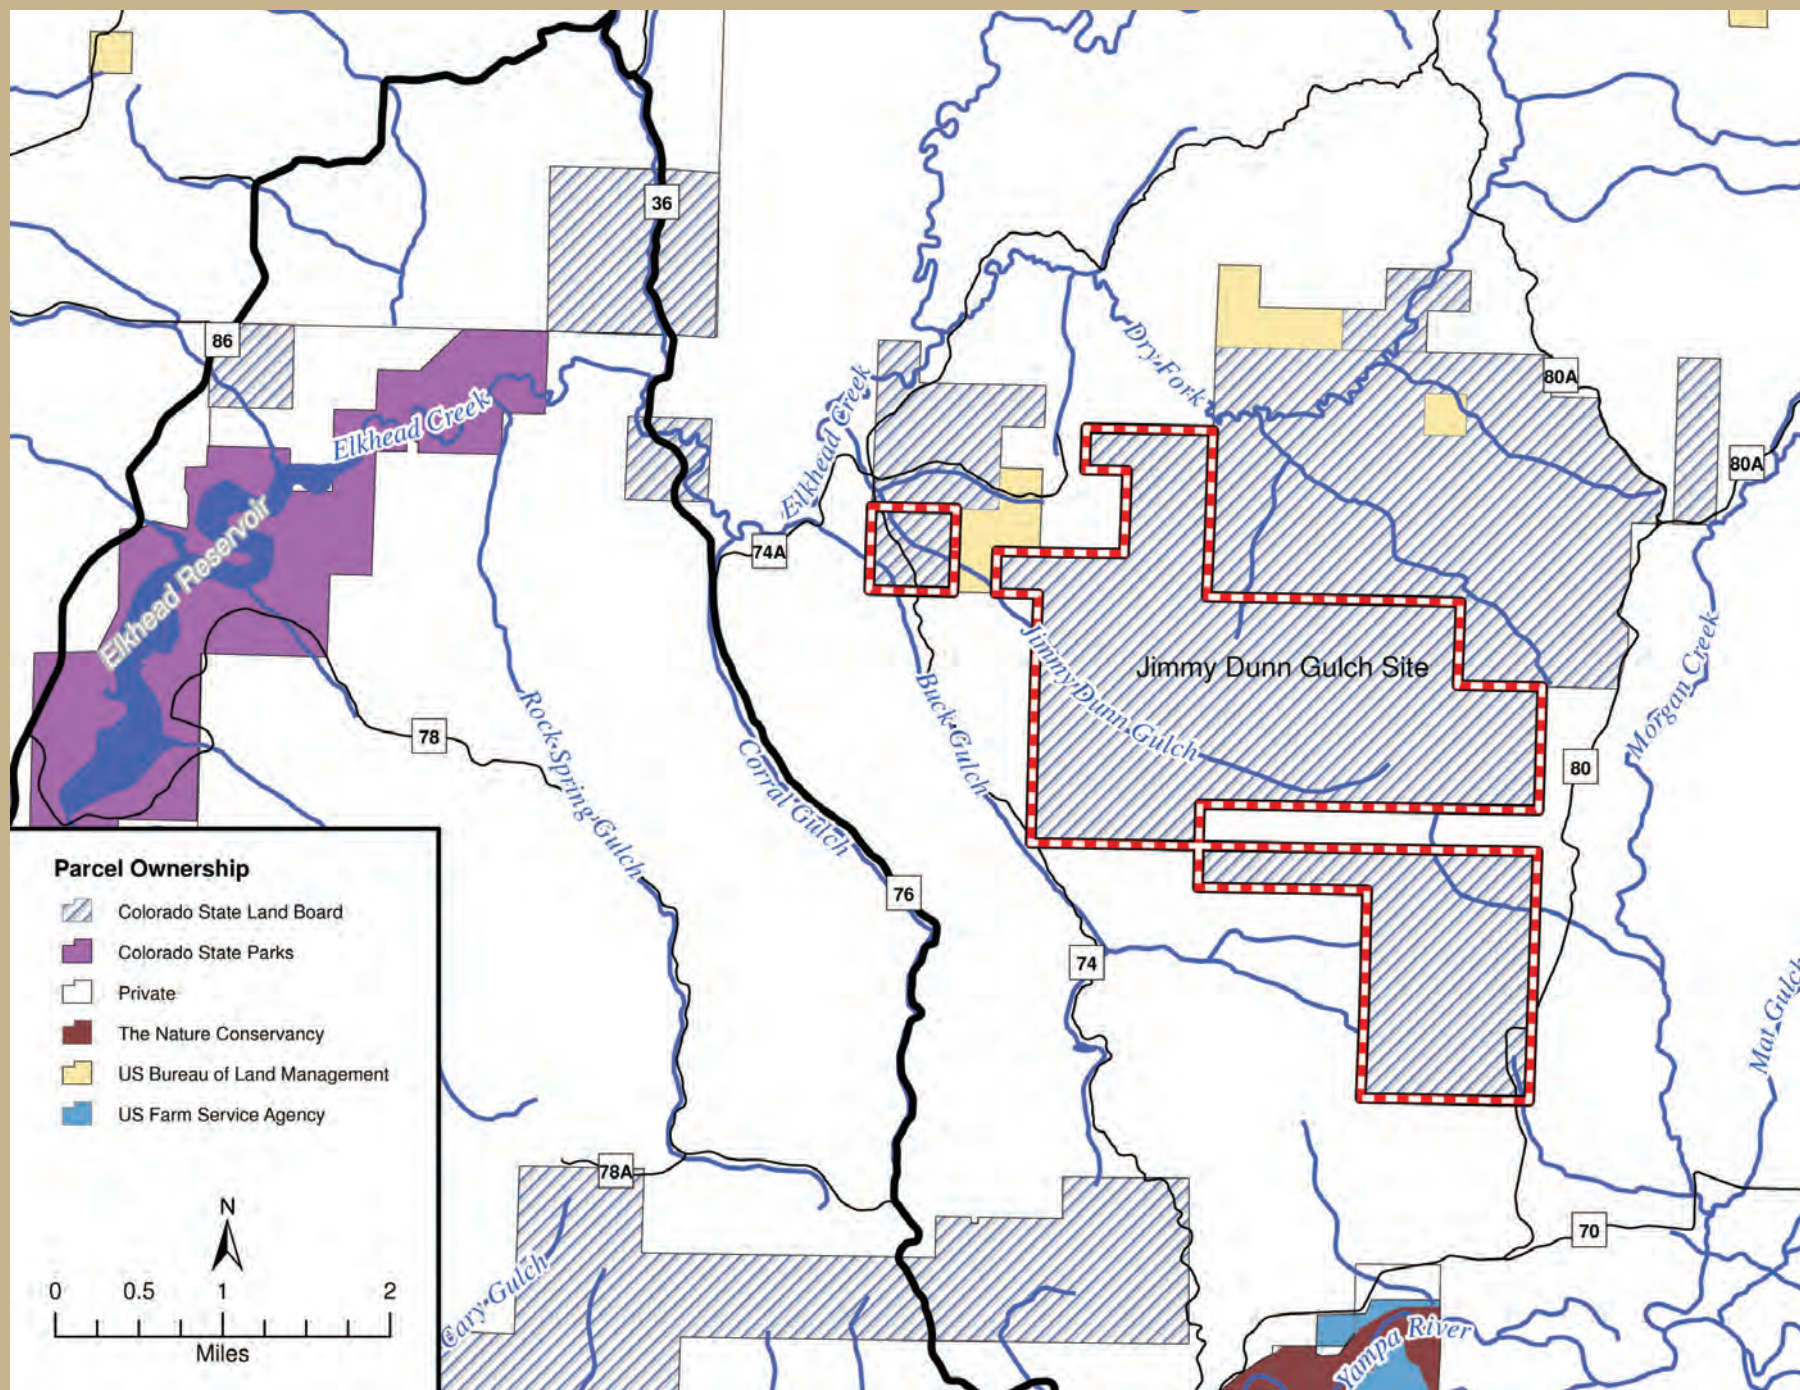 36
86
Elkhead Creek
Dry Fork
80A
80A
Elkhead Creek
Elkhead Reservoir
74A
Jimmy Dunn Gulch Site
Jimmy Dunn Gulch
Buck Gulch
Rock Spring Gulch
Corral Gulch
Morgan Creek
78
80
76
74
Mat Gulch
78A
70
Cary Gulch
Yampa River
Parcel Ownership
Colorado State Land Board
Colorado State Parks
Private
The Nature Conservancy
US Bureau of Land Management
US Farm Service Agency
N
0 0.5 1 2
Miles